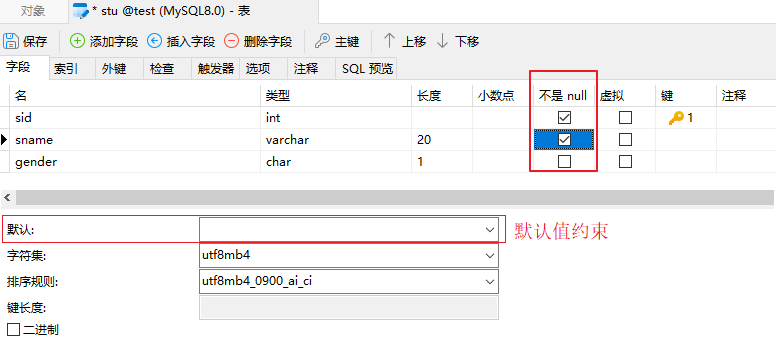 对象 * stu @test (MySQL8.0) - 表
保存 添加字段 插入字段 删除字段 主键 上移 下移
字段 索引 外键 检查 触发器 选项 注释 SQL 预览
名 类型 长度 小数点 不是 null 虚拟 键 注释
sid int 1
sname varchar 20
gender char 1
默认: 默认值约束
字符集: utf8mb4
排序规则: utf8mb4_0900_ai_ci
键长度:
二进制